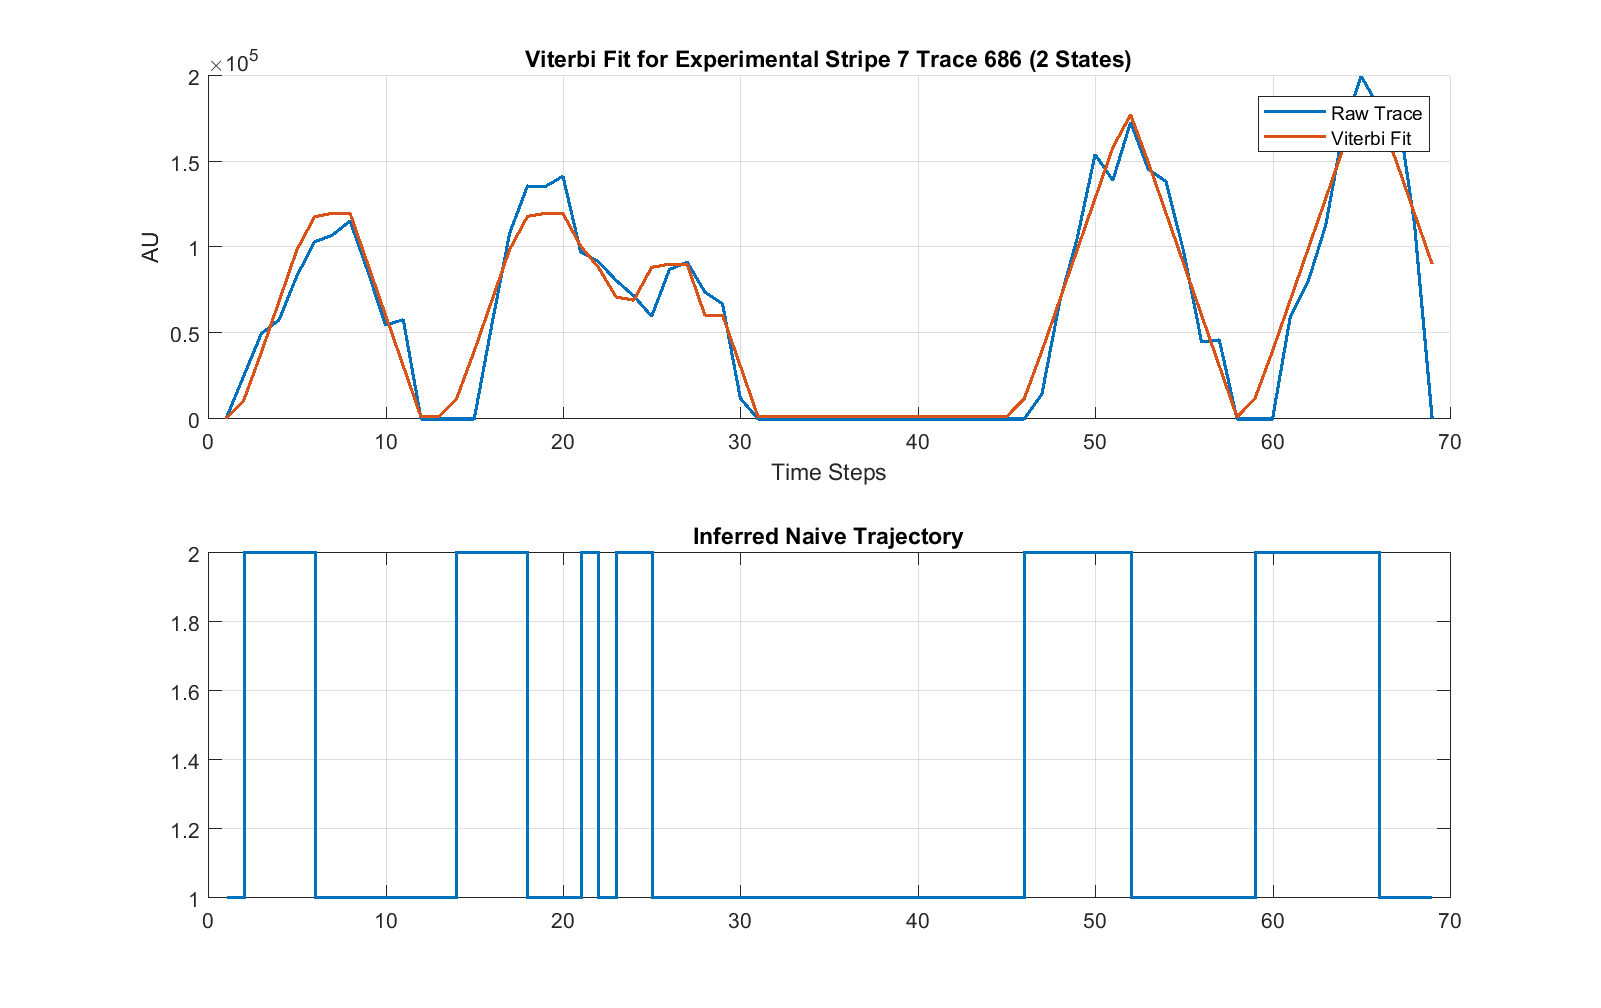 Viterbi Fit for Experimental Stripe 7 Trace 686 (2 States)
×10⁵
2
1.5
1
0.5
0
AU
Raw Trace
Viterbi Fit
0 10 20 30 40 50 60 70
Time Steps
Inferred Naive Trajectory
2
1.8
1.6
1.4
1.2
1
0 10 20 30 40 50 60 70